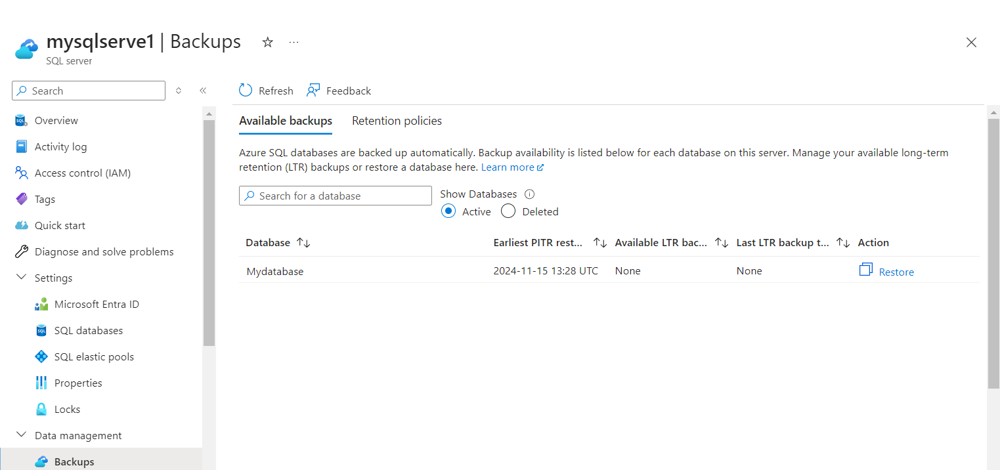 mysqlserve1 | Backups
SQL server
Search
Overview
Activity log
Access control (IAM)
Tags
Quick start
Diagnose and solve problems
Settings
Microsoft Entra ID
SQL databases
SQL elastic pools
Properties
Locks
Data management
Backups
Refresh Feedback
Available backups Retention policies
Azure SQL databases are backed up automatically. Backup availability is listed below for each database on this server. Manage your available long-term
retention (LTR) backups or restore a database here. Learn more
Search for a database
Show Databases
Active Deleted
Database Earliest PITR rest... Available LTR bac... Last LTR backup t... Action
Mydatabase 2024-11-15 13:28 UTC None None Restore